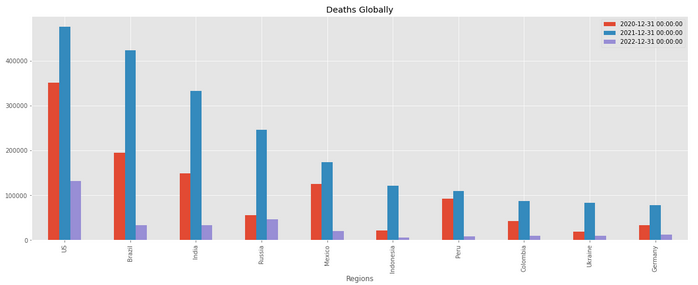 Deaths Globally
2020-12-31 00:00:00
2021-12-31 00:00:00
2022-12-31 00:00:00
400000
300000
200000
100000
0
US
Brazil
India
Russia
Mexico
Indonesia
Peru
Colombia
Ukraine
Germany
Regions